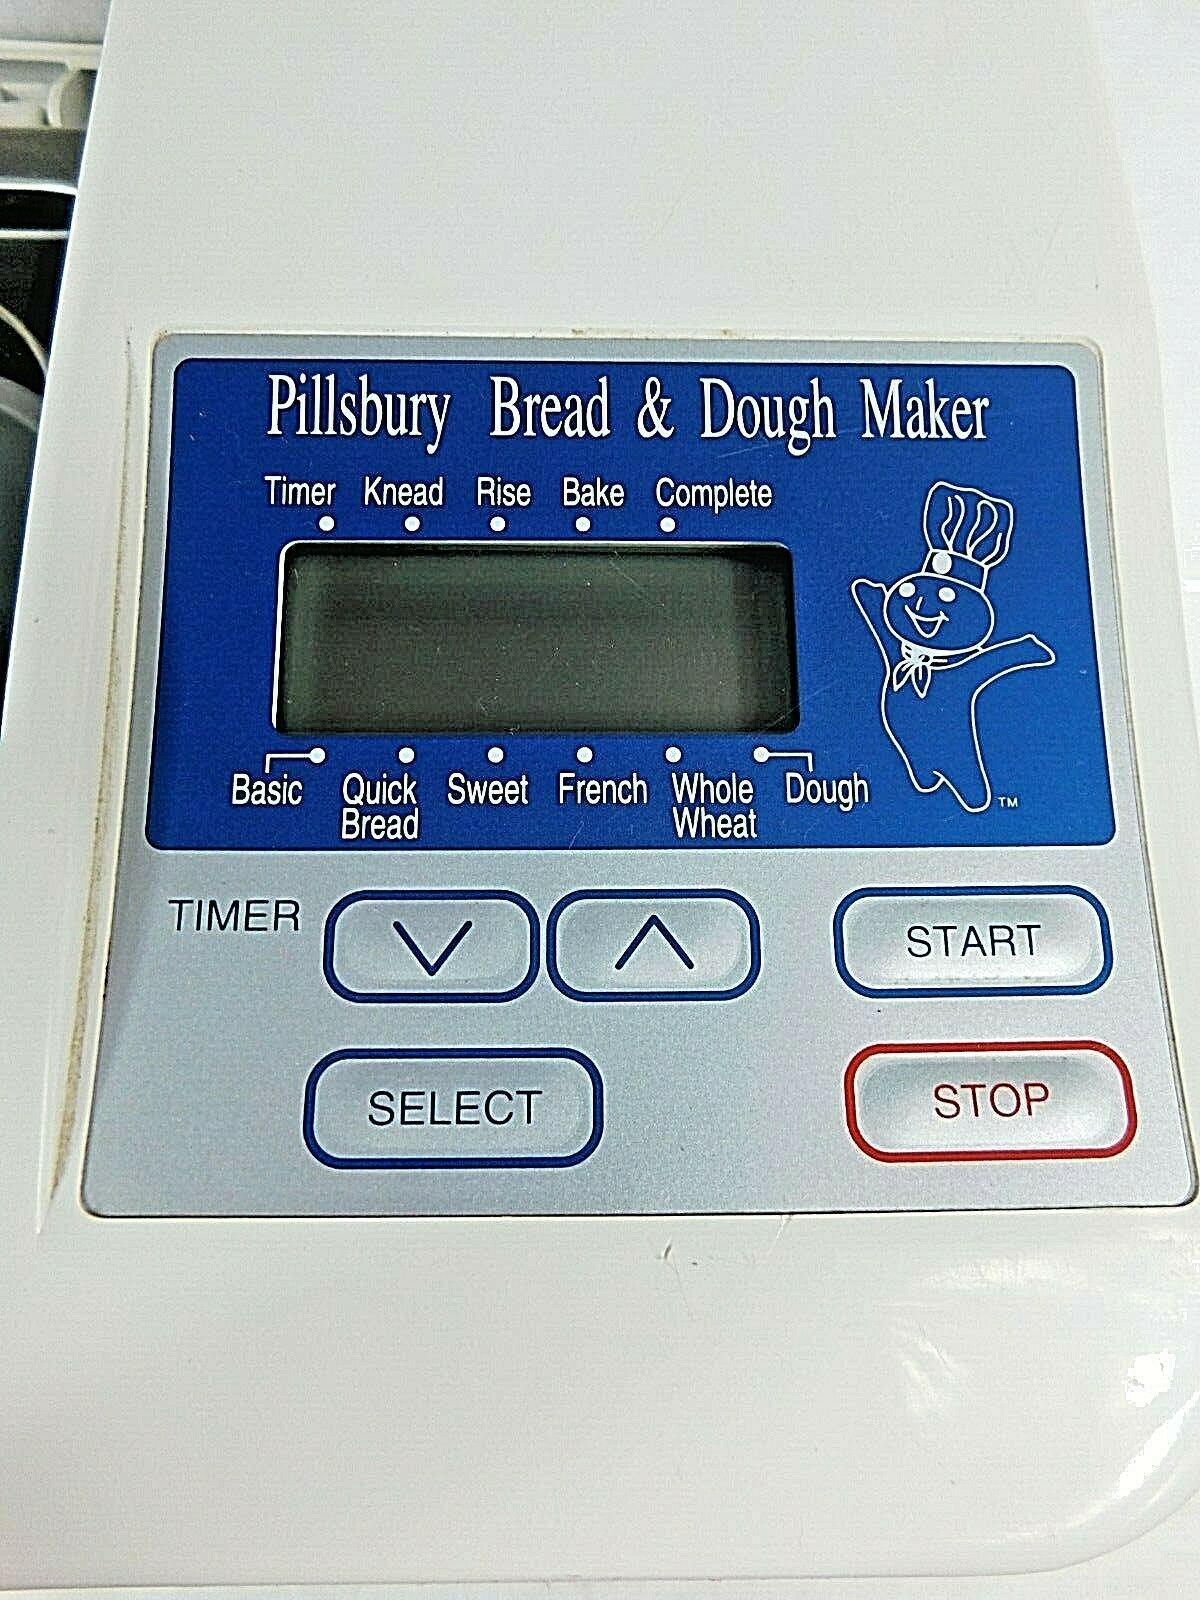 Pillsbury Bread & Dough Maker
Timer Knead Rise Bake Complete
Basic Quick Bread Sweet French Whole Wheat Dough
TM
TIMER
START
SELECT
STOP